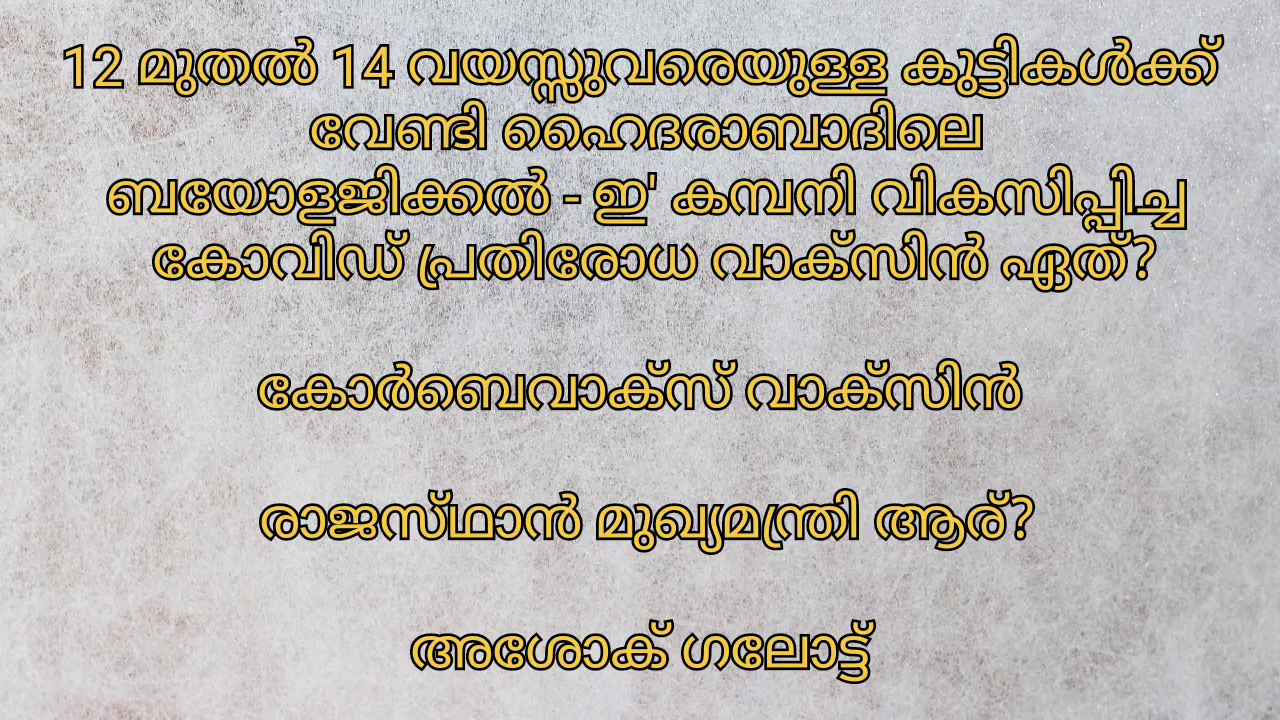 12 മുതൽ 14 വയസ്സുവരെയുള്ള കുട്ടികൾക്ക്
വേണ്ടി ഹൈദരാബാദിലെ
ബയോളജിക്കൽ - ഇ' കമ്പനി വികസിപ്പിച്ച
കോവിഡ് പ്രതിരോധ വാക്സിൻ ഏത്?
കോർബെവാക്സ് വാക്സിൻ
രാജസ്ഥാൻ മുഖ്യമന്ത്രി ആര്?
അശോക് ഗലോട്ട്